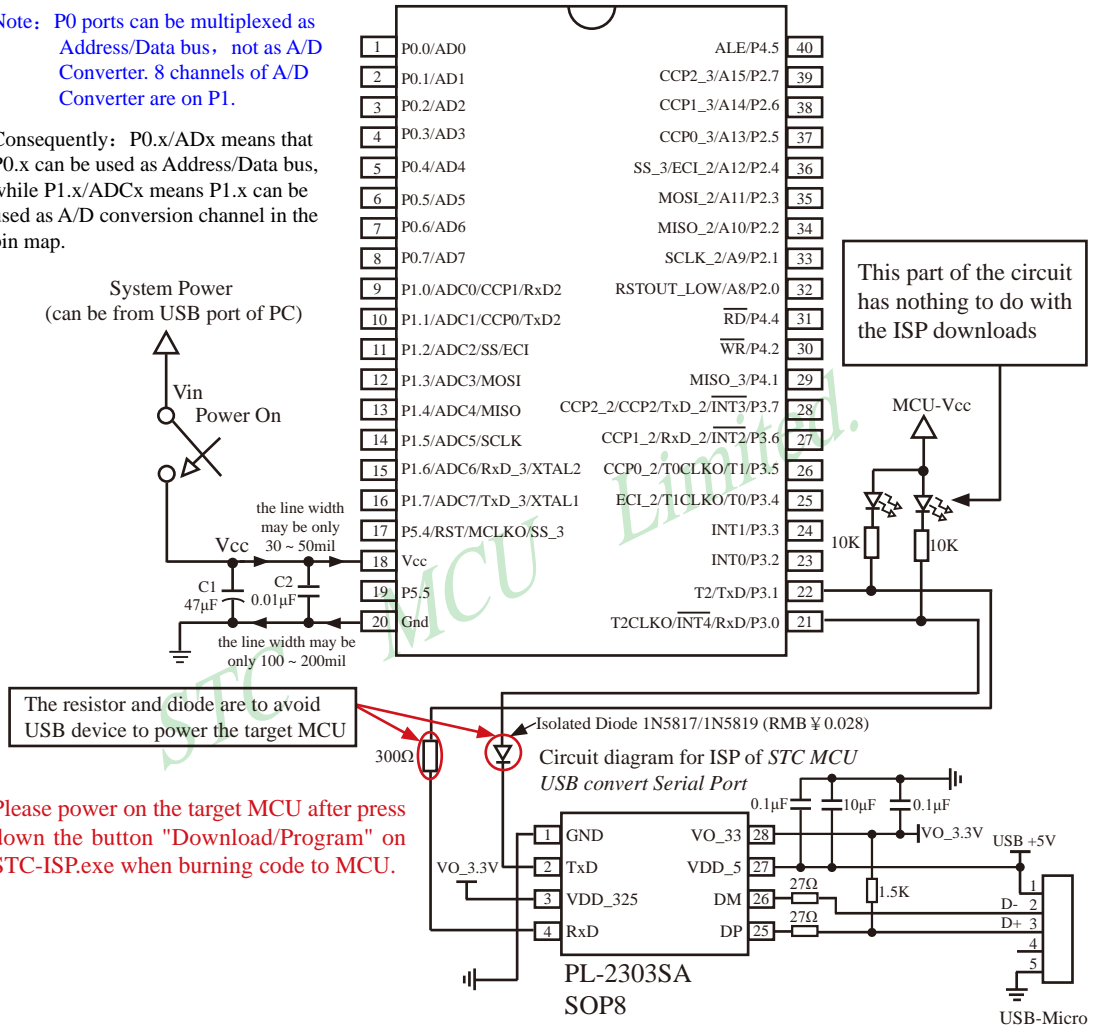 Note：P0 ports can be multiplexed as
Address/Data bus，not as A/D
Converter. 8 channels of A/D
Converter are on P1.
Consequently：P0.x/ADx means that
P0.x can be used as Address/Data bus,
while P1.x/ADCx means P1.x can be
used as A/D conversion channel in the
pin map.
System Power
(can be from USB port of PC)
Vin
Power On
the line width
may be only
30 ~ 50mil
Vcc
C1
47μF
C2
0.01μF
the line width may be
only 100 ~ 200mil
1 P0.0/AD0
2 P0.1/AD1
3 P0.2/AD2
4 P0.3/AD3
5 P0.4/AD4
6 P0.5/AD5
7 P0.6/AD6
8 P0.7/AD7
9 P1.0/ADC0/CCP1/RxD2
10 P1.1/ADC1/CCP0/TxD2
11 P1.2/ADC2/SS/ECI
12 P1.3/ADC3/MOSI
13 P1.4/ADC4/MISO
14 P1.5/ADC5/SCLK
15 P1.6/ADC6/RxD_3/XTAL2
16 P1.7/ADC7/TxD_3/XTAL1
17 P5.4/RST/MCLKO/SS_3
18 Vcc
19 P5.5
20 Gnd
ALE/P4.5 40
CCP2_3/A15/P2.7 39
CCP1_3/A14/P2.6 38
CCP0_3/A13/P2.5 37
SS_3/ECI_2/A12/P2.4 36
MOSI_2/A11/P2.3 35
MISO_2/A10/P2.2 34
SCLK_2/A9/P2.1 33
RSTOUT_LOW/A8/P2.0 32
RD/P4.4 31
WR/P4.2 30
MISO_3/P4.1 29
CCP2_2/CCP2/TxD_2/INT3/P3.7 28
CCP1_2/RxD_2/INT2/P3.6 27
CCP0_2/T0CLKO/T1/P3.5 26
ECI_2/T1CLKO/T0/P3.4 25
INT1/P3.3 24
INT0/P3.2 23
T2/TxD/P3.1 22
T2CLKO/INT4/RxD/P3.0 21
STC MCU Limited.
This part of the circuit
has nothing to do with
the ISP downloads
MCU-Vcc
10K
10K
The resistor and diode are to avoid
USB device to power the target MCU
300Ω
Isolated Diode 1N5817/1N5819 (RMB￥0.028)
Circuit diagram for ISP of STC MCU
USB convert Serial Port
Please power on the target MCU after press
down the button "Download/Program" on
STC-ISP.exe when burning code to MCU.
VO_3.3V
1 GND
2 TxD
3 VDD_325
4 RxD
VO_33 28
VDD_5 27
DM 26
DP 25
PL-2303SA
SOP8
0.1μF
10μF
0.1μF
VO_3.3V
USB +5V
27Ω
27Ω
1.5K
1
D- 2
D+ 3
4
5
USB-Micro